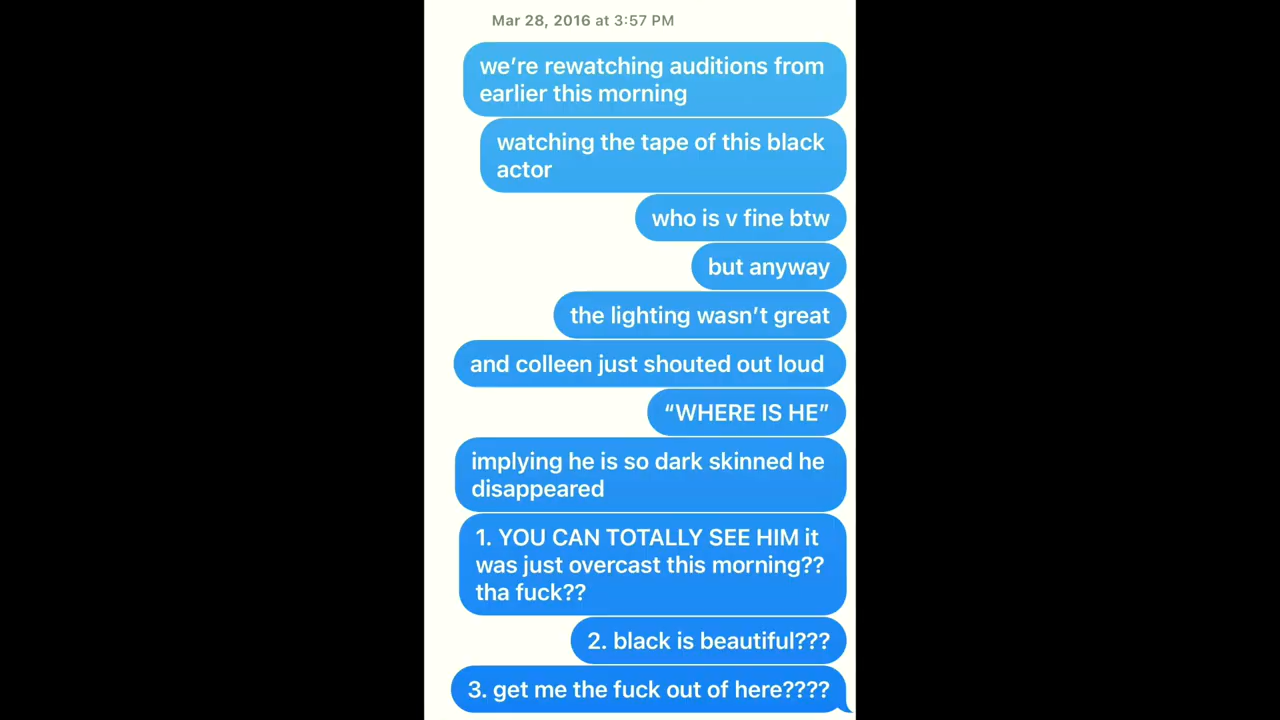 Mar 28, 2016 at 3:57 PM
we’re rewatching auditions from
earlier this morning
watching the tape of this black
actor
who is v fine btw
but anyway
the lighting wasn’t great
and colleen just shouted out loud
“WHERE IS HE”
implying he is so dark skinned he
disappeared
1. YOU CAN TOTALLY SEE HIM it
was just overcast this morning??
tha fuck??
2. black is beautiful???
3. get me the fuck out of here????